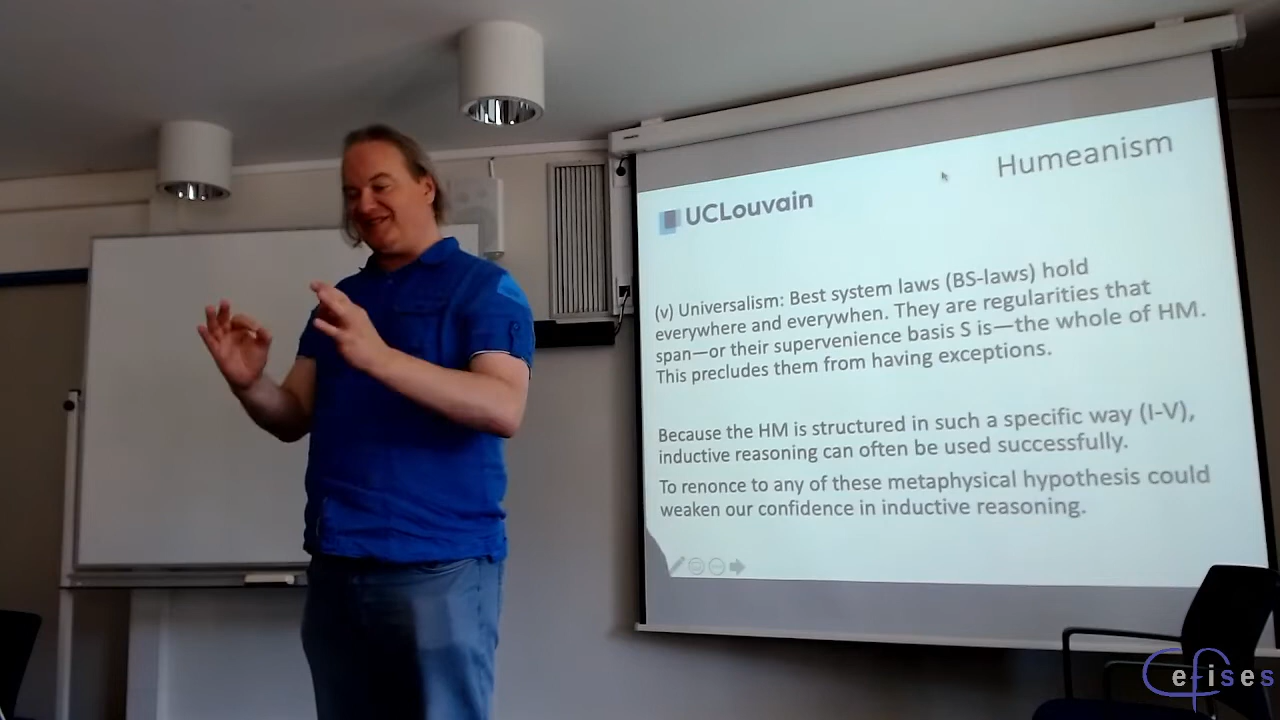 Humeanism
UCLouvain
(v) Universalism: Best system laws (BS-laws) hold
everywhere and everywhen. They are regularities that
span—or their supervenience basis S is—the whole of HM.
This precludes them from having exceptions.
Because the HM is structured in such a specific way (I-V),
inductive reasoning can often be used successfully.
To renonce to any of these metaphysical hypothesis could
weaken our confidence in inductive reasoning.
Cefises